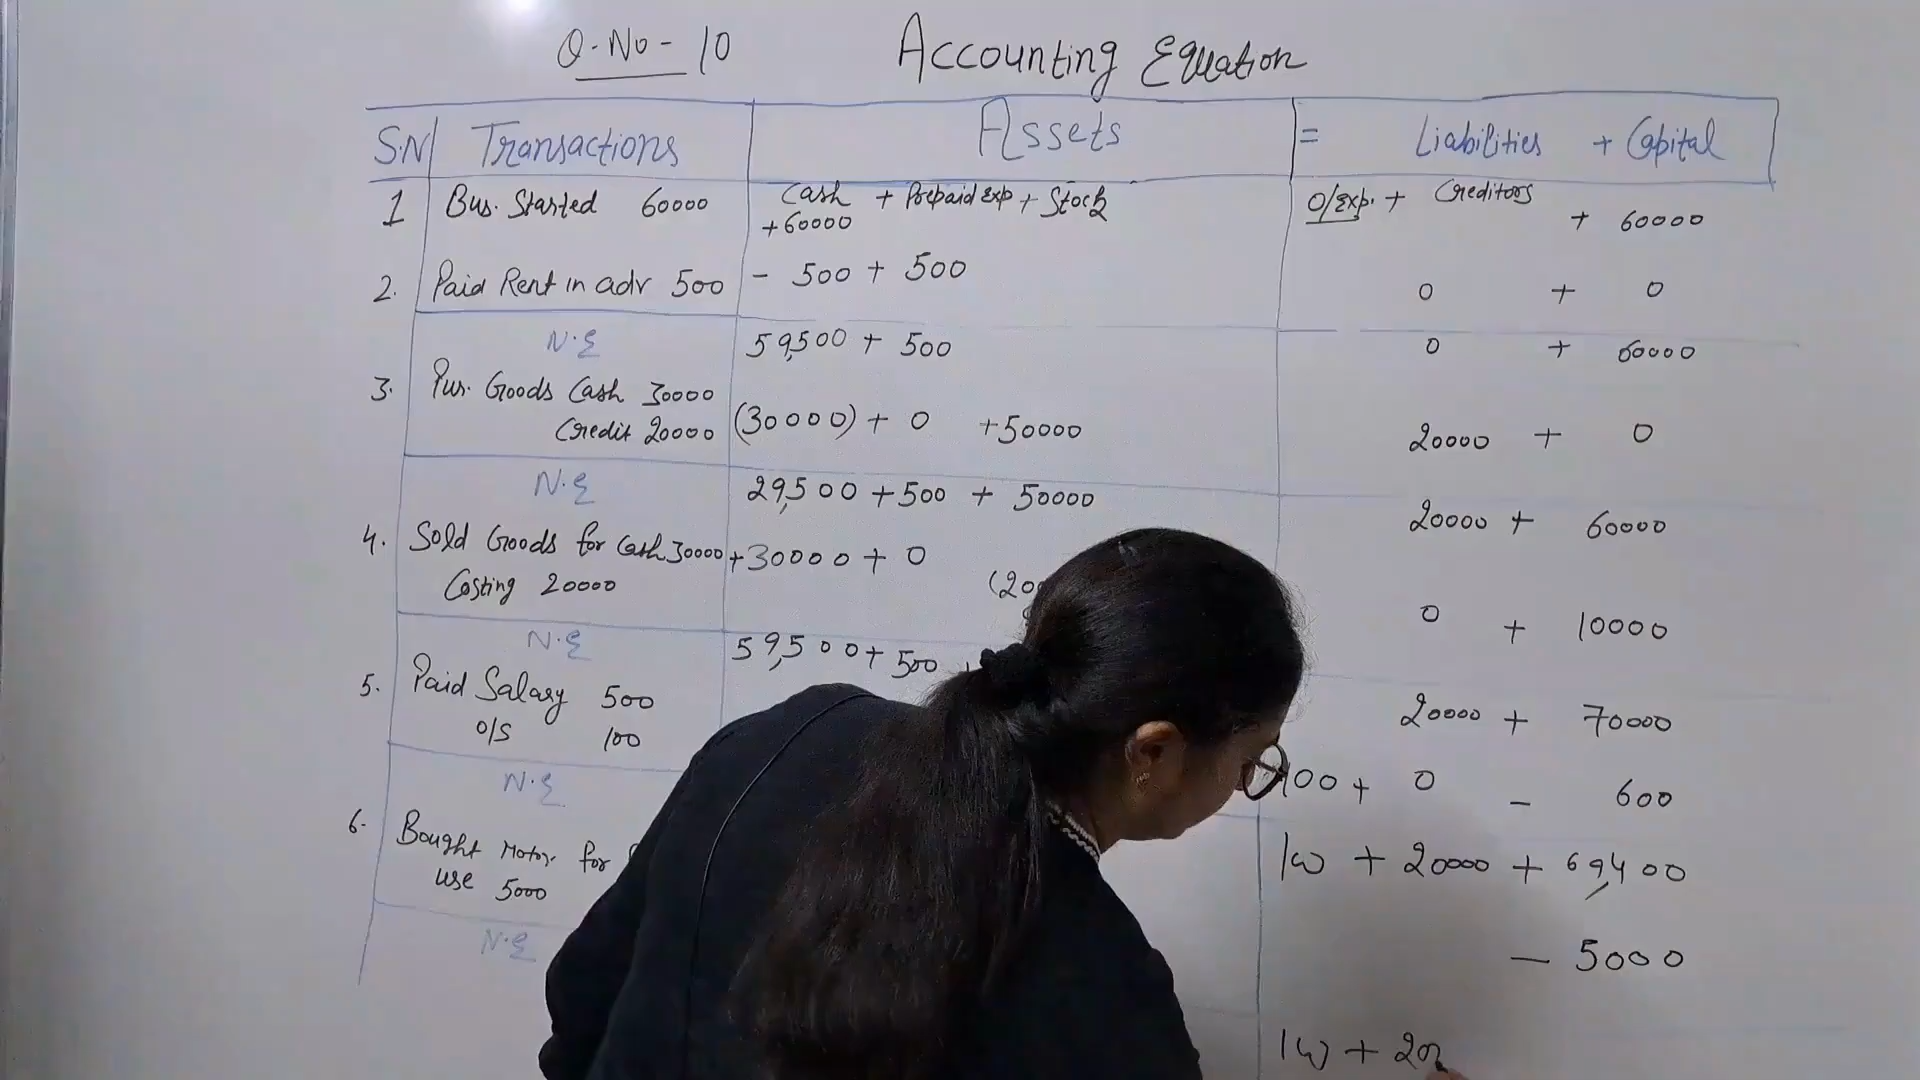 Q.No-10 Accounting Equation
S.N Transactions Assets = Liabilities + Capital
1 Bus. Started 60000 Cash + Prepaid Exp + Stock O/Exp. + Creditors
+60000 + 60000
2. Paid Rent in adv 500 - 500 + 500 0 + 0
N.E 59,500 + 500 0 + 60000
3. Pur. Goods Cash 30000
Credit 20000 (30000) + 0 +50000 20000 + 0
N.E 29,500 +500 + 50000 20000 + 60000
4. Sold Goods for Cash 30000 +30000 + 0
Costing 20000 0 + 10000
N.E 59,500+ 500
5. Paid Salary 500 20000 + 70000
O/S 100
N.E 100 + 0 - 600
6. Bought Motor. for
use 5000 100 + 20000 + 69,400
N.E - 5000
100 + 20